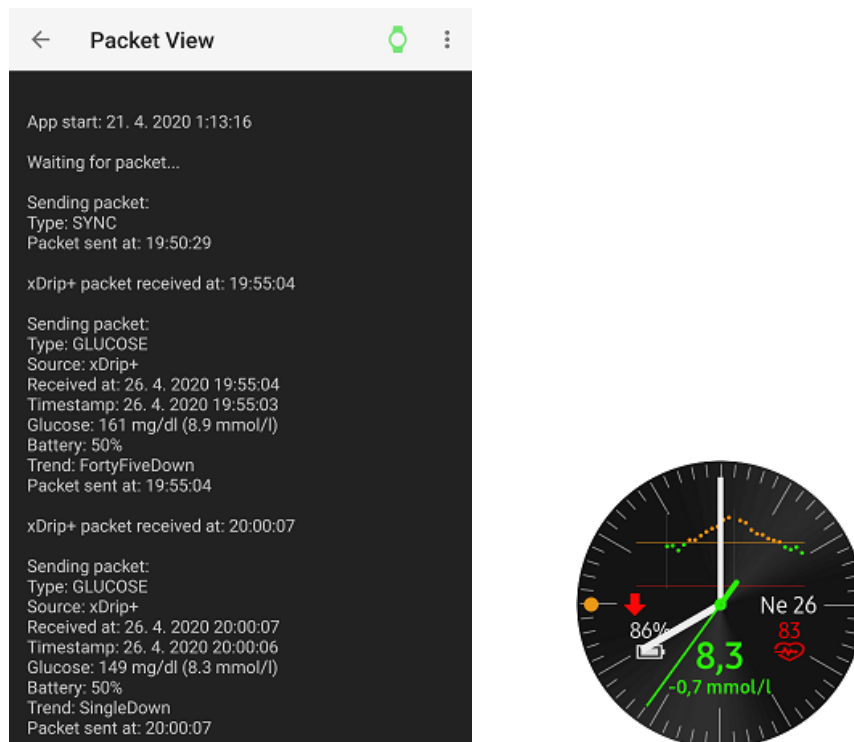 Packet View
App start: 21. 4. 2020 1:13:16
Waiting for packet...
Sending packet:
Type: SYNC
Packet sent at: 19:50:29
xDrip+ packet received at: 19:55:04
Sending packet:
Type: GLUCOSE
Source: xDrip+
Received at: 26. 4. 2020 19:55:04
Timestamp: 26. 4. 2020 19:55:03
Glucose: 161 mg/dl (8.9 mmol/l)
Battery: 50%
Trend: FortyFiveDown
Packet sent at: 19:55:04
xDrip+ packet received at: 20:00:07
Sending packet:
Type: GLUCOSE
Source: xDrip+
Received at: 26. 4. 2020 20:00:07
Timestamp: 26. 4. 2020 20:00:06
Glucose: 149 mg/dl (8.3 mmol/l)
Battery: 50%
Trend: SingleDown
Packet sent at: 20:00:07
Ne 26
86%
83
8,3
-0,7 mmol/L